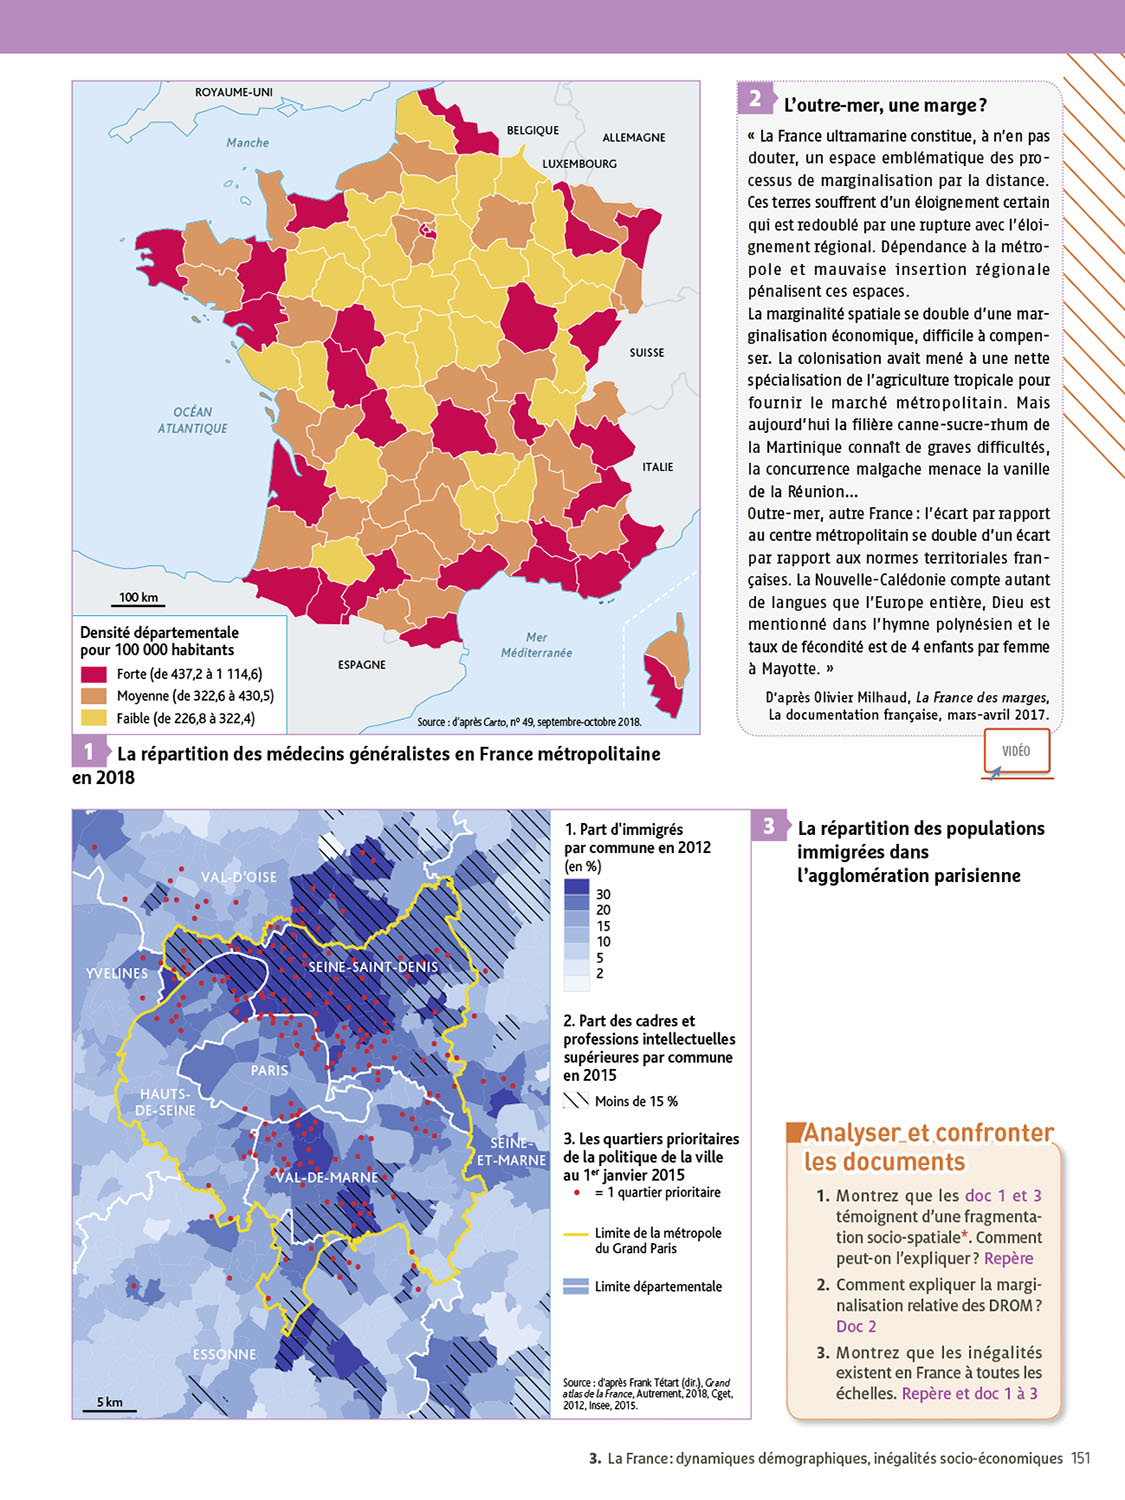 ROYAUME-UNI
Manche
BELGIQUE
ALLEMAGNE
LUXEMBOURG
SUISSE
OCÉAN
ATLANTIQUE
ITALIE
100 km
Mer
Méditerranée
ESPAGNE
Densité départementale
pour 100 000 habitants
Forte (de 437,2 à 1 114,6)
Moyenne (de 322,6 à 430,5)
Faible (de 226,8 à 322,4)
Source : d'après Carto, nº 49, septembre-octobre 2018.
1 La répartition des médecins généralistes en France métropolitaine
en 2018
2 L'outre-mer, une marge ?
« La France ultramarine constitue, à n'en pas
douter, un espace emblématique des pro-
cessus de marginalisation par la distance.
Ces terres souffrent d'un éloignement certain
qui est redoublé par une rupture avec l'éloi-
gnement régional. Dépendance à la métro-
pole et mauvaise insertion régionale
pénalisent ces espaces.
La marginalité spatiale se double d'une mar-
ginalisation économique, difficile à compen-
ser. La colonisation avait mené à une nette
spécialisation de l'agriculture tropicale pour
fournir le marché métropolitain. Mais
aujourd'hui la filière canne-sucre-rhum de
la Martinique connaît de graves difficultés,
la concurrence malgache menace la vanille
de la Réunion...
Outre-mer, autre France : l'écart par rapport
au centre métropolitain se double d'un écart
par rapport aux normes territoriales fran-
çaises. La Nouvelle-Calédonie compte autant
de langues que l'Europe entière, Dieu est
mentionné dans l'hymne polynésien et le
taux de fécondité est de 4 enfants par femme
à Mayotte. »
D'après Olivier Milhaud, La France des marges,
La documentation française, mars-avril 2017.
VIDÉO
VAL-D'OISE
YVELINES
SEINE-SAINT-DENIS
PARIS
HAUTS-
DE-SEINE
SEINE-
ET-MARNE
VAL-DE-MARNE
ESSONNE
5 km
1. Part d'immigrés
par commune en 2012
(en %)
30
20
15
10
5
2
2. Part des cadres et
professions intellectuelles
supérieures par commune
en 2015
Moins de 15 %
3. Les quartiers prioritaires
de la politique de la ville
au 1er janvier 2015
= 1 quartier prioritaire
Limite de la métropole
du Grand Paris
Limite départementale
Source : d'après Frank Tétart (dir.), Grand
atlas de la France, Autrement, 2018, Cget,
2012, Insee, 2015.
3 La répartition des populations
immigrées dans
l'agglomération parisienne
Analyser et confronter
les documents
1. Montrez que les doc 1 et 3
témoignent d'une fragmenta-
tion socio-spatiale*. Comment
peut-on l'expliquer ? Repère
2. Comment expliquer la margi-
nalisation relative des DROM ?
Doc 2
3. Montrez que les inégalités
existent en France à toutes les
échelles. Repère et doc 1 à 3
3. La France : dynamiques démographiques, inégalités socio-économiques 151